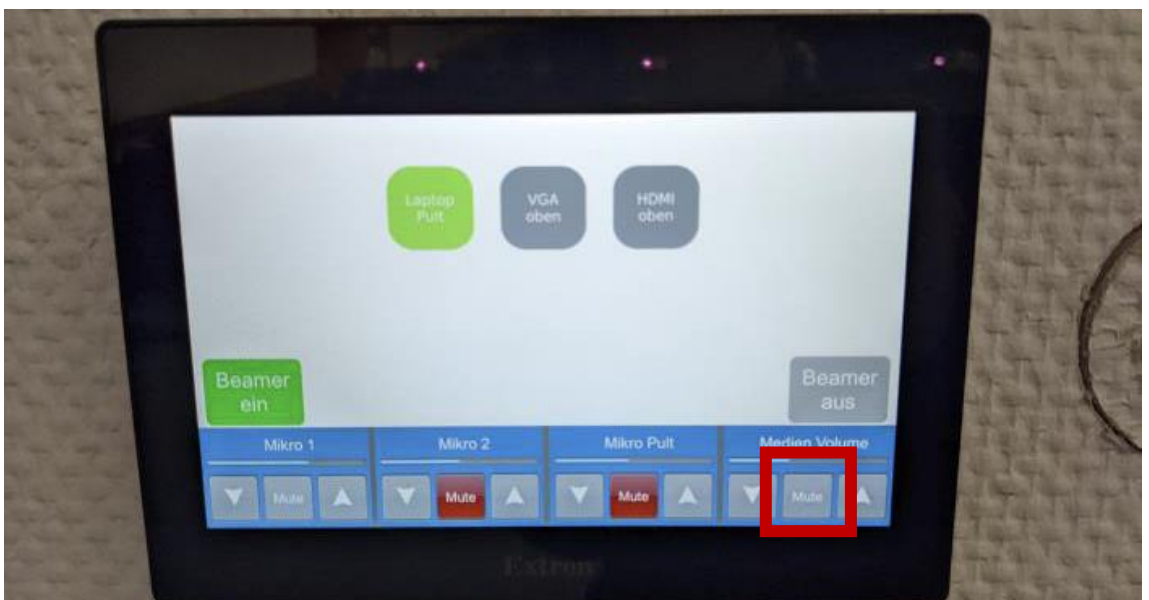 Laptop
Pult
VGA
oben
HDMI
oben
Beamer
ein
Beamer
aus
Mikro 1
Mikro 2
Mikro Pult
Medien Volume
Mute
Mute
Mute
Mute
Extron